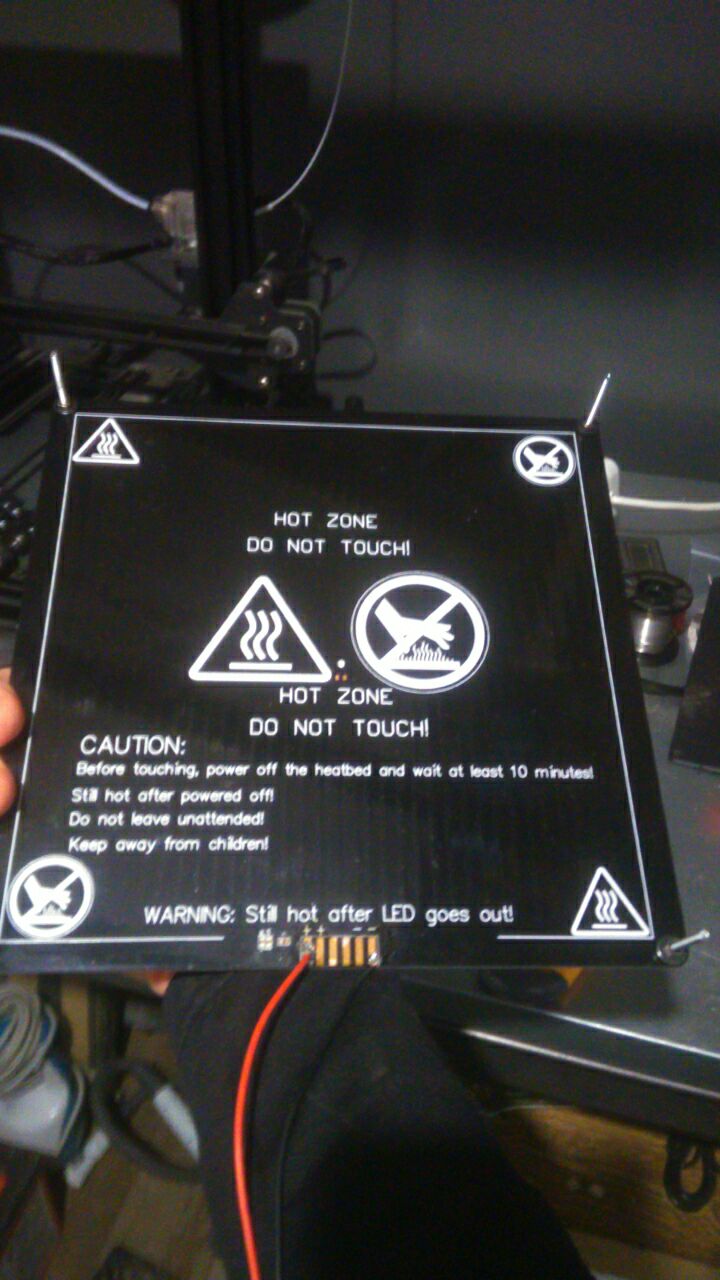 HOT ZONE
DO NOT TOUCH!
HOT ZONE
DO NOT TOUCH!
CAUTION:
Before touching, power off the heatbed and wait at least 10 minutes!
Still hot after powered off!
Do not leave unattended!
Keep away from children!
WARNING: Still hot after LED goes out!
+ + - -